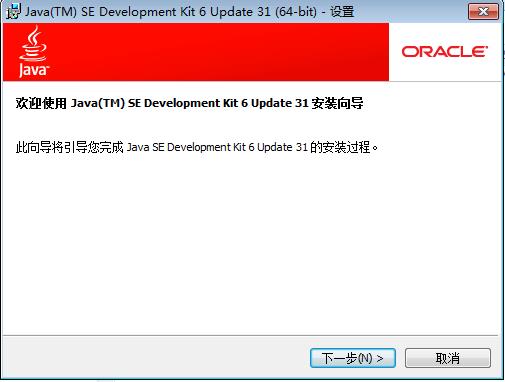 Java(TM) SE Development Kit 6 Update 31 (64-bit) - 设置
Java
ORACLE
欢迎使用 Java(TM) SE Development Kit 6 Update 31 安装向导
此向导将引导您完成 Java SE Development Kit 6 Update 31 的安装过程。
下一步(N) >
取消